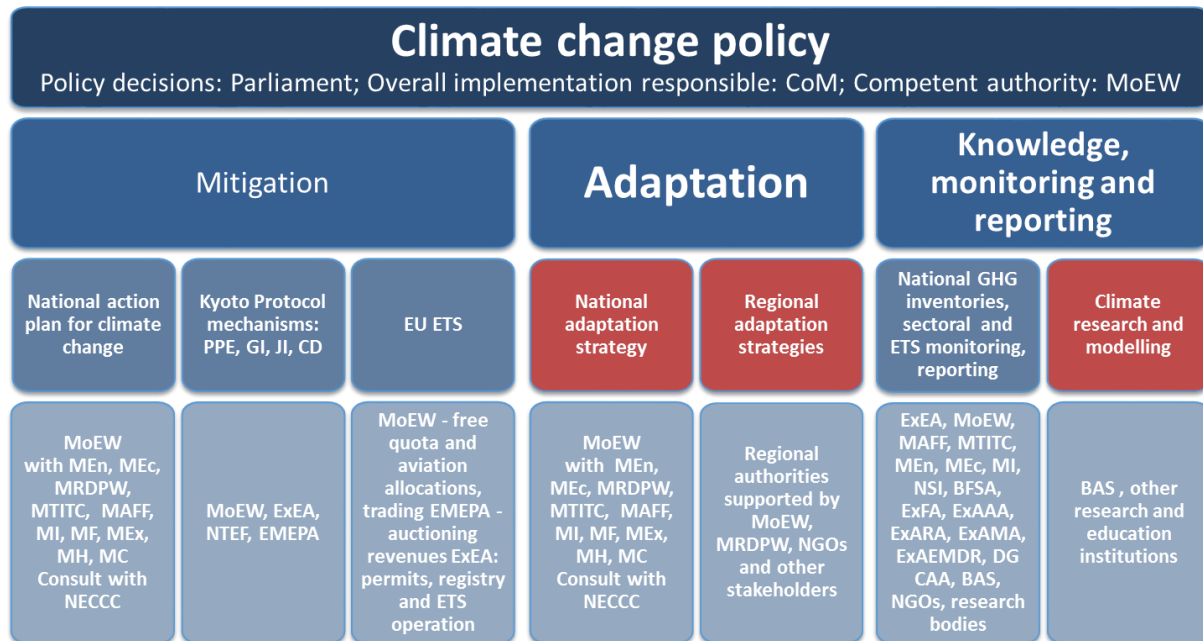 Climate change policy
Policy decisions: Parliament; Overall implementation responsible: CoM; Competent authority: MoEW
Mitigation
Adaptation
Knowledge,
monitoring and
reporting
National action
plan for climate
change
Kyoto Protocol
mechanisms:
PPE, GI, JI, CD
EU ETS
National
adaptation
strategy
Regional
adaptation
strategies
National GHG
inventories,
sectoral and
ETS monitoring,
reporting
Climate
research and
modelling
MoEW
with MEn, MEc,
MRDPW,
MTITC, MAFF,
MI, MF, MEx,
MH, MC
Consult with
NECCC
MoEW, ExEA,
NTEF, EMEPA
MoEW - free
quota and
aviation
allocations,
trading EMEPA -
auctioning
revenues ExEA:
permits, registry
and ETS
operation
MoEW
with MEn,
MEc, MRDPW,
MTITC, MAFF,
MI, MF, MEx,
MH, MC
Consult with
NECCC
Regional
authorities
supported by
MoEW,
MRDPW, NGOs
and other
stakeholders
ExEA, MoEW,
MAFF, MTITC,
MEn, MEc, MI,
NSI, BFSA,
ExFA, ExAAA,
ExARA, ExAMA,
ExAEMDR, DG
CAA, BAS,
NGOs, research
bodies
BAS , other
research and
education
institutions